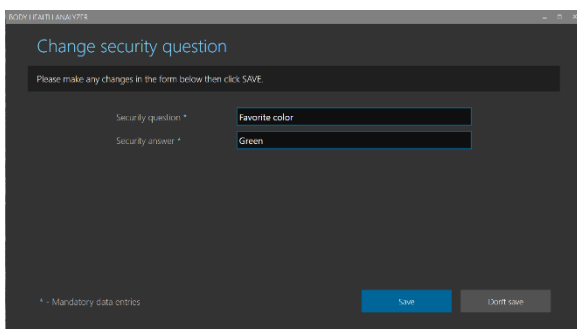 BODY HEALTH ANALYZER
Change security question
Please make any changes in the form below then click SAVE.
Security question *
Favorite color
Security answer *
Green
* - Mandatory data entries
Save
Don't save